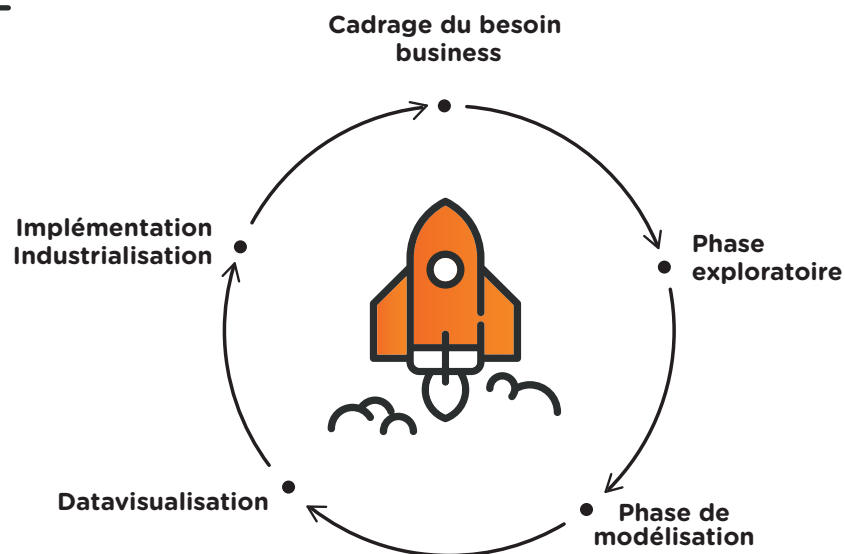 Cadrage du besoin
business
Phase
exploratoire
Phase de
modélisation
Datavisualisation
Implémentation
Industrialisation